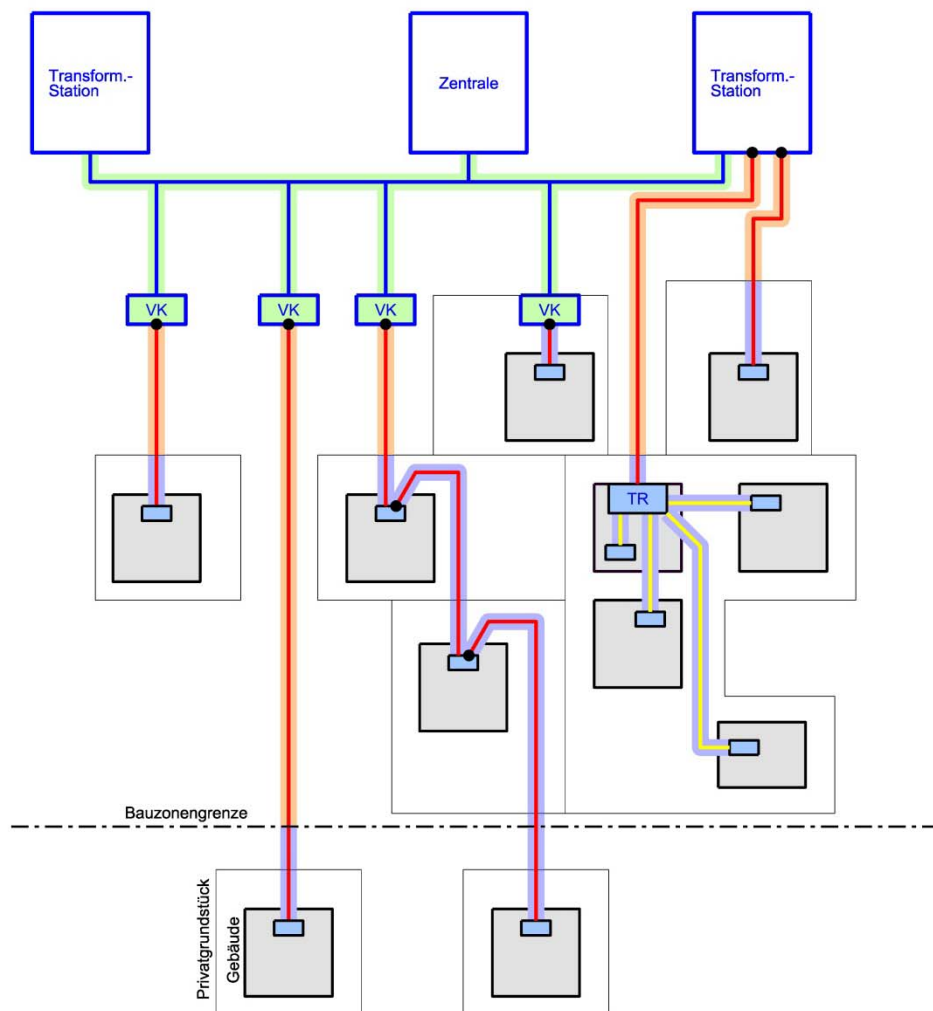 Transform.-
Station
Zentrale
Transform.-
Station
VK
VK
VK
VK
TR
Bauzonengrenze
Privatgrundstück
Gebäude